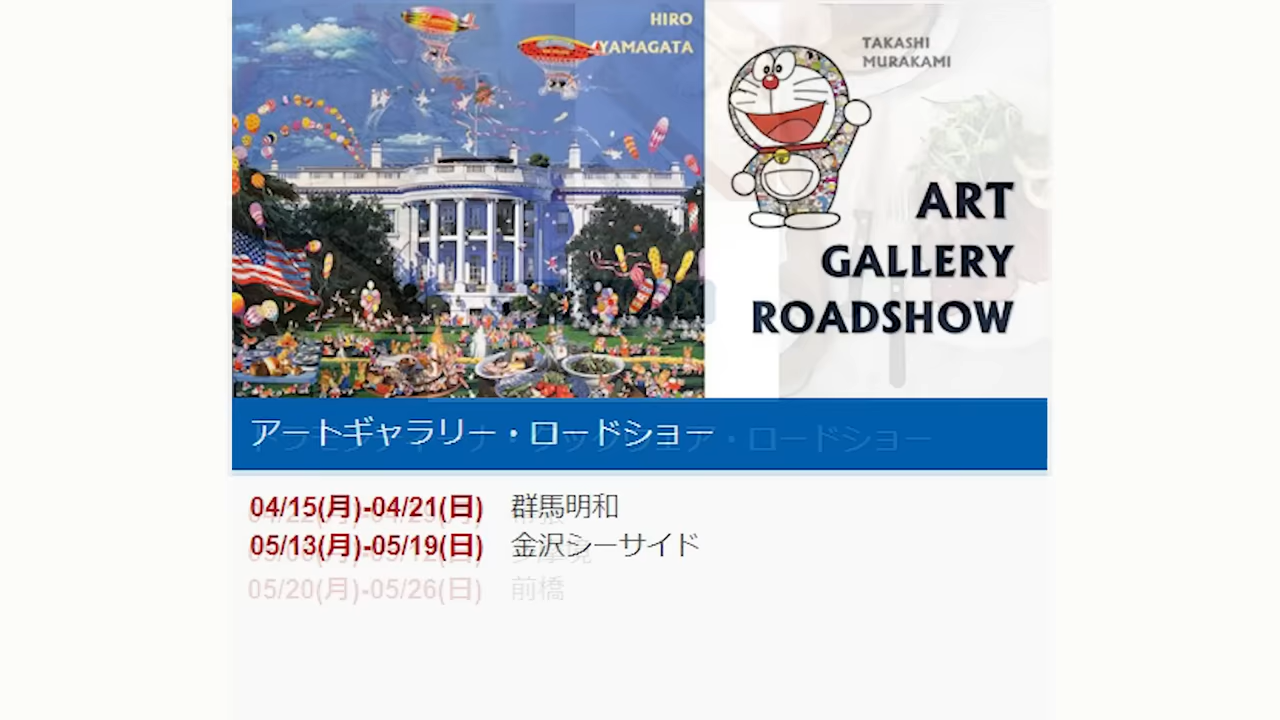 HIRO
YAMAGATA
TAKASHI
MURAKAMI
ART
GALLERY
ROADSHOW
アートギャラリー・ロードショー
04/15(月)-04/21(日) 群馬明和
05/13(月)-05/19(日) 金沢シーサイド
05/20(月)-05/26(日) 前橋